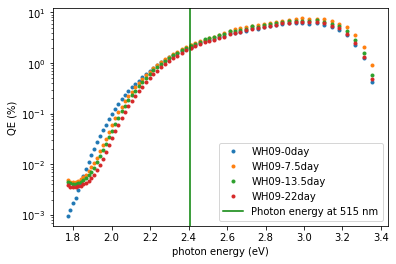 10¹
10⁰
10⁻¹
10⁻²
10⁻³
QE (%)
WH09-0day
WH09-7.5day
WH09-13.5day
WH09-22day
Photon energy at 515 nm
1.8 2.0 2.2 2.4 2.6 2.8 3.0 3.2 3.4
photon energy (eV)